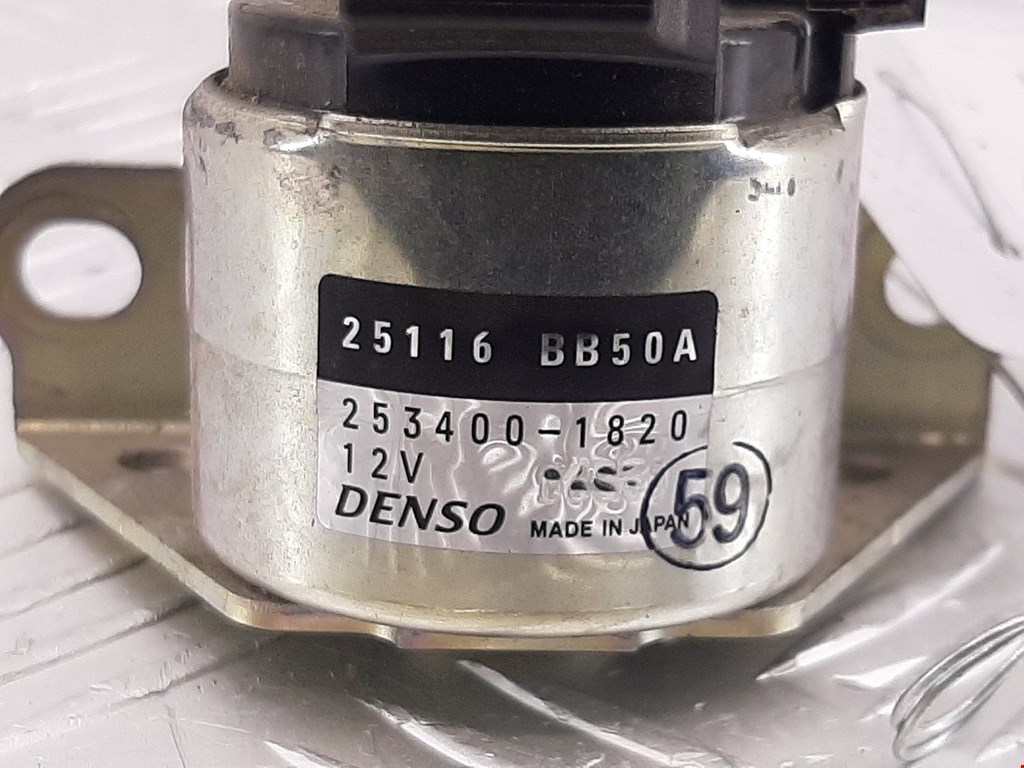 25116 BB50A
253400-1820
12V
DENSO MADE IN JAPAN
59